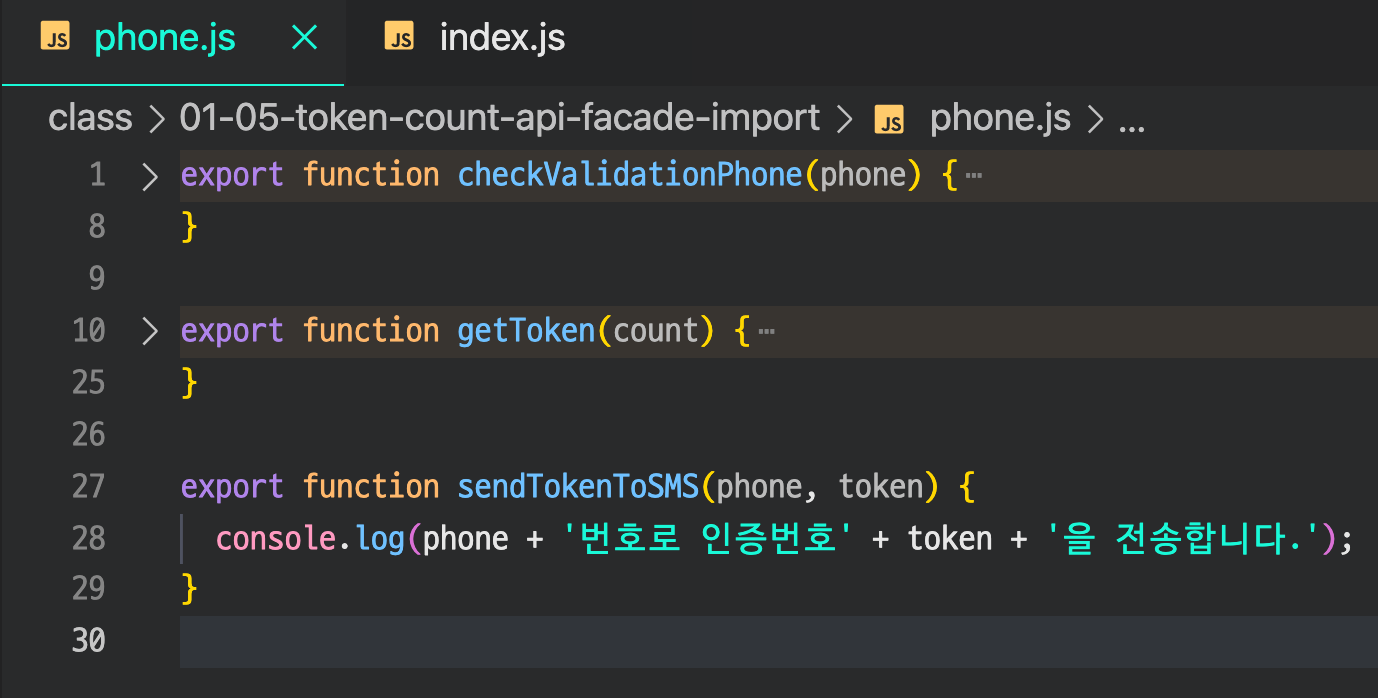 JS phone.js × JS index.js
class > 01-05-token-count-api-facade-import > JS phone.js > ...
1 > export function checkValidationPhone(phone) { ···
8 }
9
10 > export function getToken(count) { ···
25 }
26
27 export function sendTokenToSMS(phone, token) {
28 console.log(phone + '번호로 인증번호' + token + '을 전송합니다.');
29 }
30